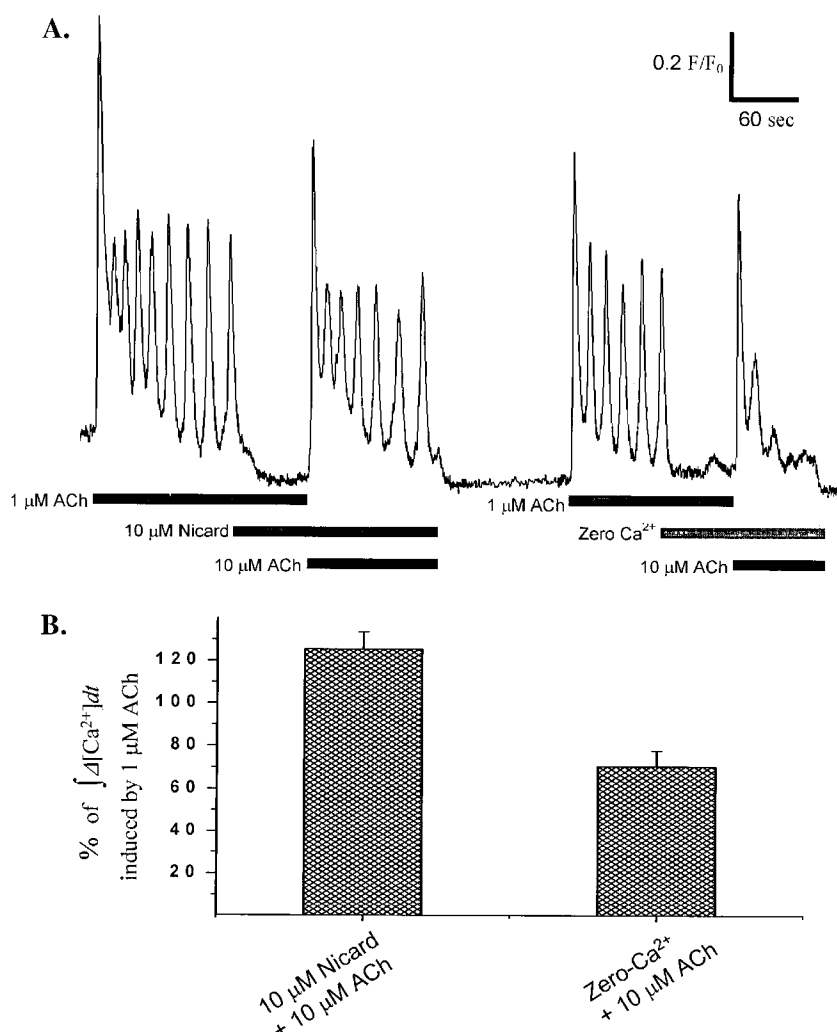 A.
0.2 F/F₀
60 sec
1 μM ACh
1 μM ACh
10 μM Nicard
Zero Ca²⁺
10 μM ACh
10 μM ACh
B.
% of ∫Δ[Ca²⁺]dt
induced by 1 μM ACh
120
100
80
60
40
20
10 μM Nicard
+ 10 μM ACh
Zero-Ca²⁺
+ 10 μM ACh